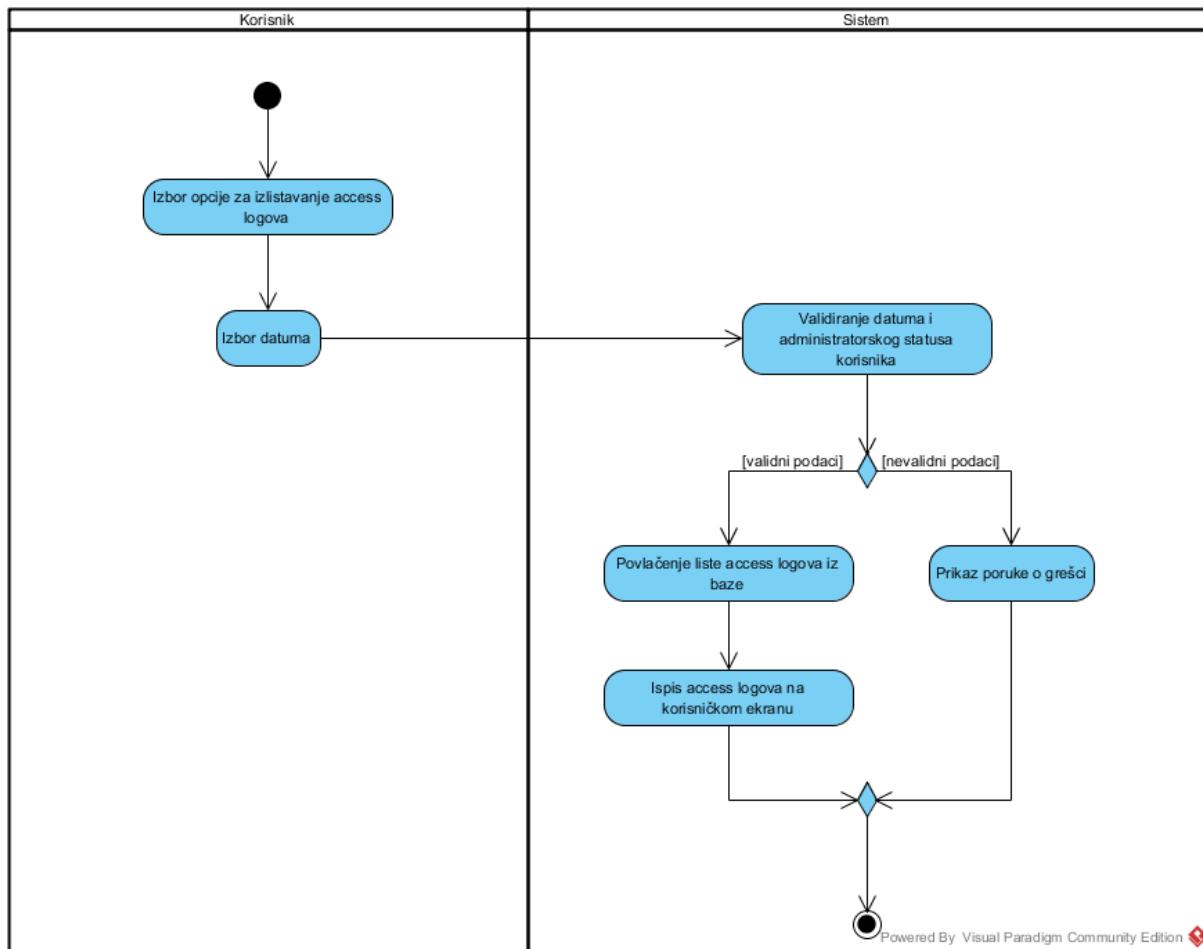 Korisnik
Sistem
Izbor opcije za izlistavanje access
logova
Izbor datuma
Validiranje datuma i
administratorskog statusa
korisnika
[validni podaci]
[nevalidni podaci]
Povlačenje liste access logova iz
baze
Prikaz poruke o grešci
Ispis access logova na
korisničkom ekranu
Powered By Visual Paradigm Community Edition